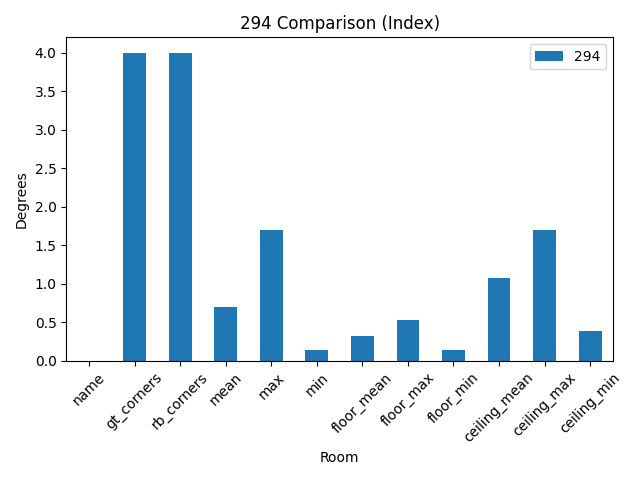 294 Comparison (Index)
294
Degrees
4.0
3.5
3.0
2.5
2.0
1.5
1.0
0.5
0.0
name
gt_corners
rb_corners
mean
max
min
floor_mean
floor_max
floor_min
ceiling_mean
ceiling_max
ceiling_min
Room